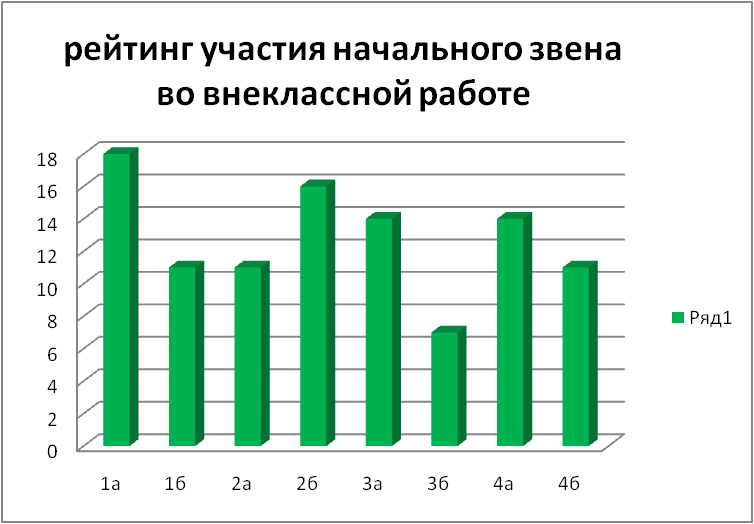 рейтинг участия начального звена
во внеклассной работе
18
16
14
12
10
8
6
4
2
0
1а 1б 2а 2б 3а 3б 4а 4б
Ряд1